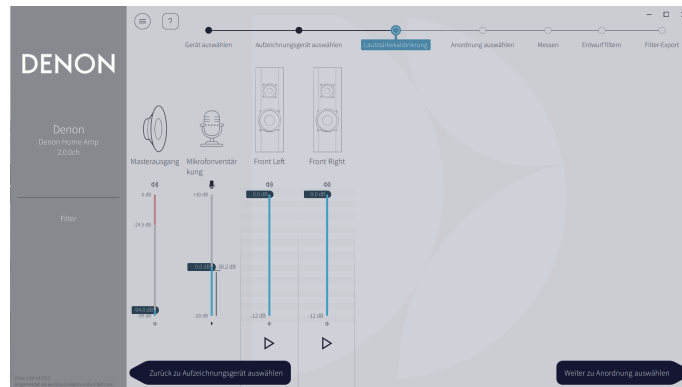 ?
Gerät auswählen
Aufzeichnungsgerät auswählen
Lautstärkekalibrierung
Anordnung auswählen
Messen
Entwurf filtern
Filter-Export
DENON
Denon
Denon Home Amp
2.0.0ch
Filter
Masterausgang
Mikrofonverstär
kung
Front Left
Front Right
0 dB
+30 dB
0.0 dB
0.0 dB
-24.5 dB
0.0 dB
-30.2 dB
-12 dB
-12 dB
Zurück zu Aufzeichnungsgerät auswählen
Weiter zu Anordnung auswählen